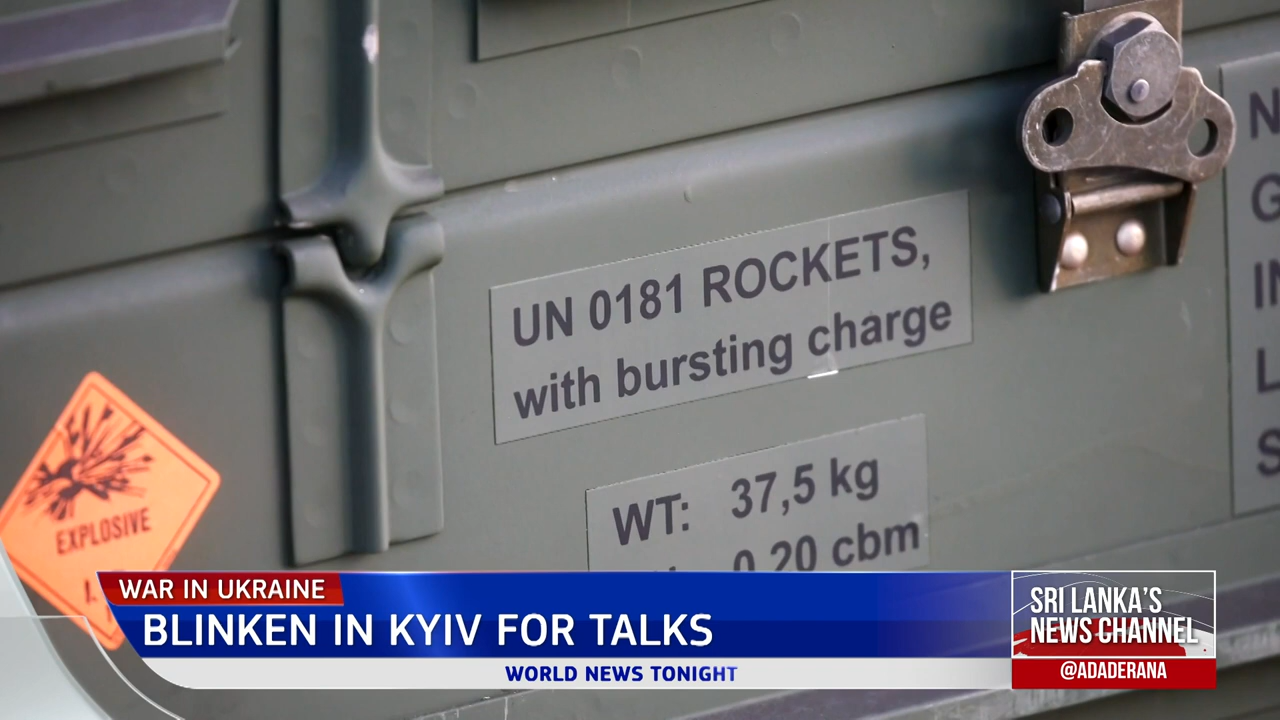 UN 0181 ROCKETS,
with bursting charge
WT: 37,5 kg
0,20 cbm
EXPLOSIVE
WAR IN UKRAINE
BLINKEN IN KYIV FOR TALKS
WORLD NEWS TONIGHT
SRI LANKA'S
NEWS CHANNEL
@ADADERANA